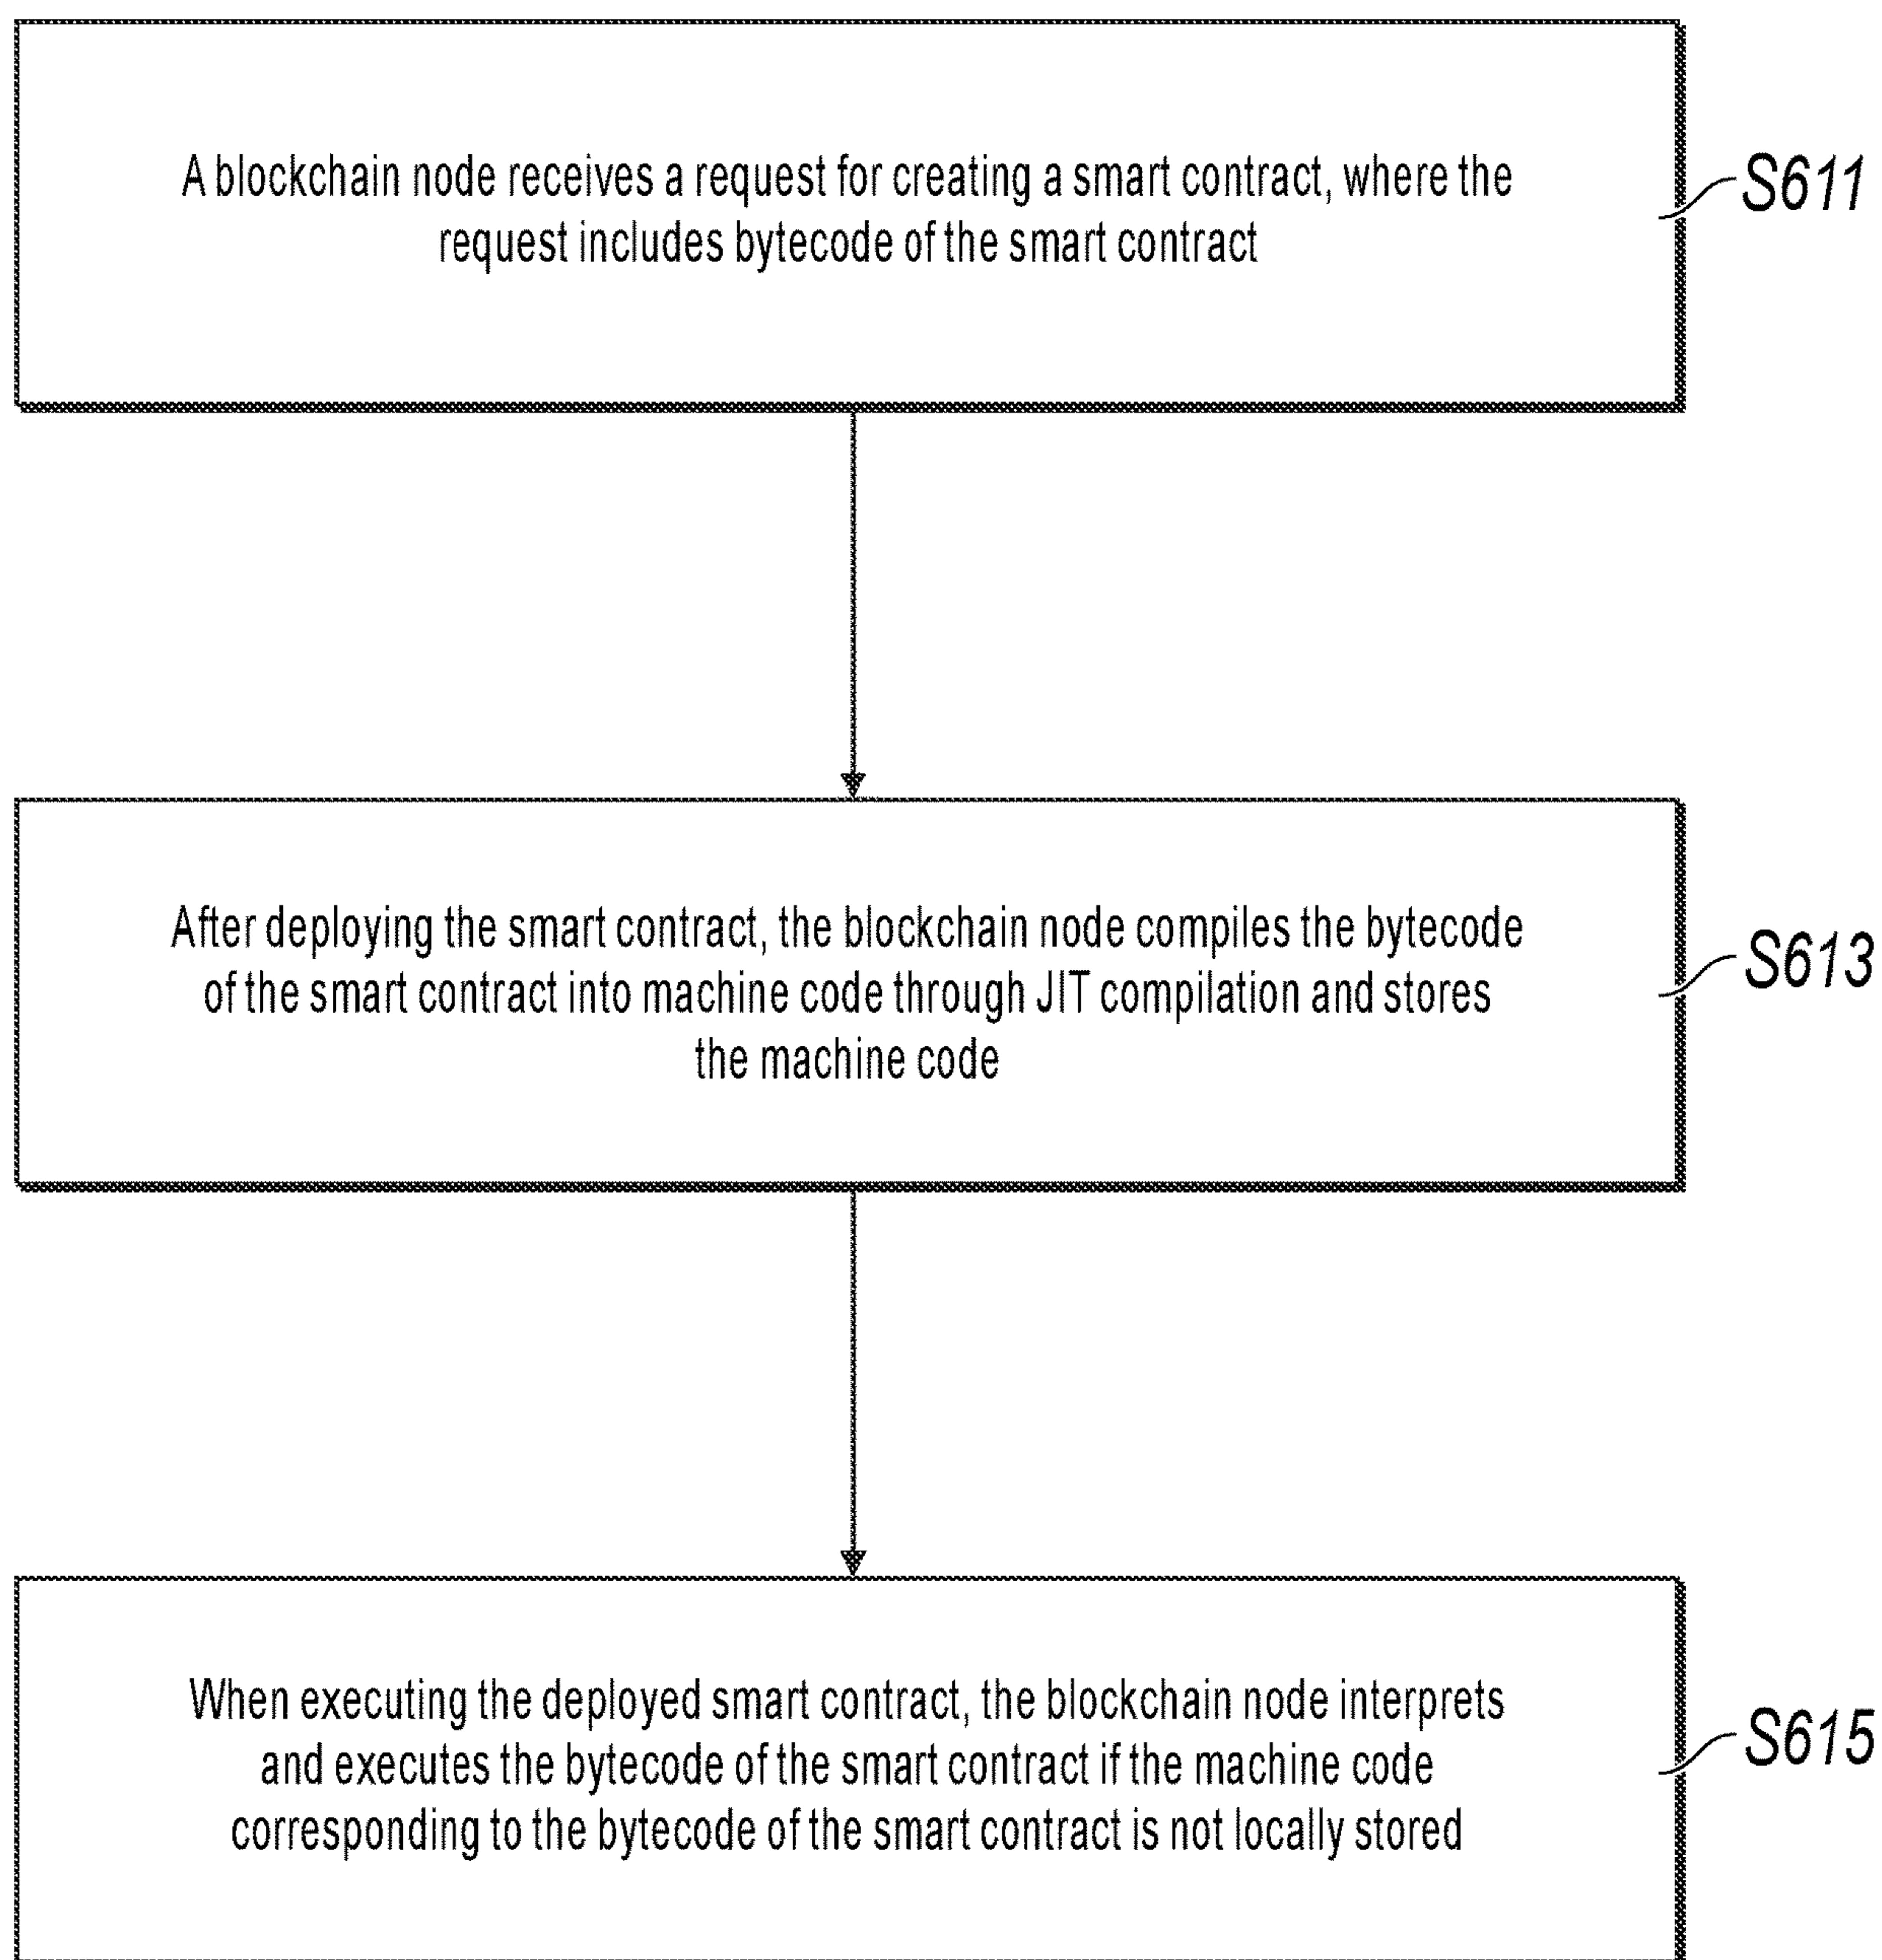 A blockchain node receives a request for creating a smart contract, where the
request includes bytecode of the smart contract
S611
After deploying the smart contract, the blockchain node compiles the bytecode
of the smart contract into machine code through JIT compilation and stores
the machine code
S613
When executing the deployed smart contract, the blockchain node interprets
and executes the bytecode of the smart contract if the machine code
corresponding to the bytecode of the smart contract is not locally stored
S615